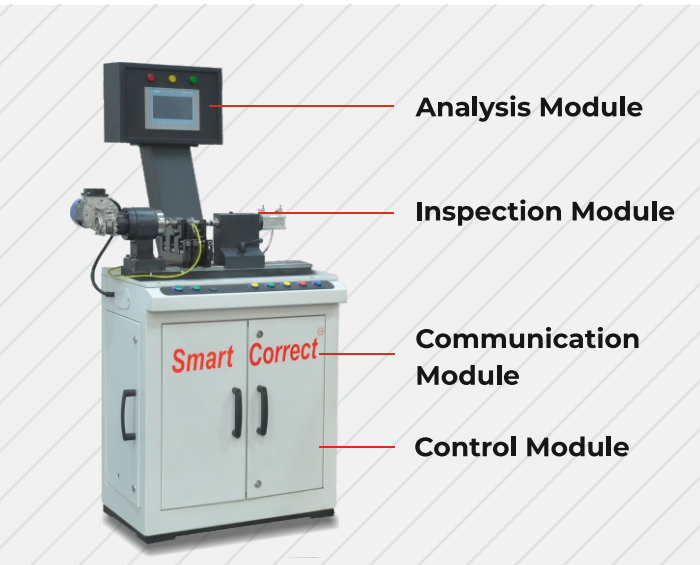 Analysis Module
Inspection Module
Smart Correct
Communication
Module
Control Module